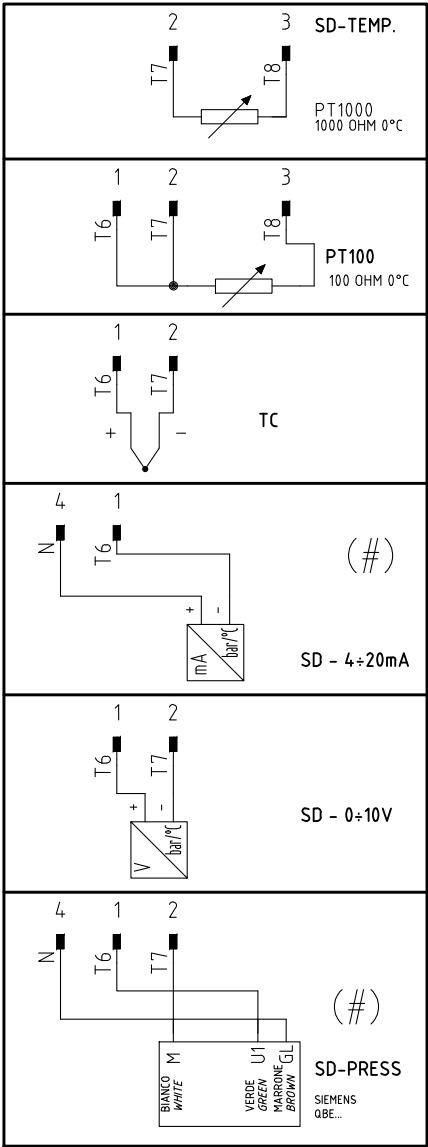 2 3 SD-TEMP.
T7 T8
PT1000
1000 OHM 0°C
1 2 3
T6 T7 T8
PT100
100 OHM 0°C
1 2
T6 T7
+ -
TC
4 1
N T6
(#)
+ -
mA bar/°C
SD - 4÷20mA
1 2
T6 T7
+ -
V bar/°C
SD - 0÷10V
4 1 2
N T6 T7
(#)
M U1 GL
BIANCO
WHITE
VERDE
GREEN
MARRONE
BROWN
SD-PRESS
SIEMENS
QBE...